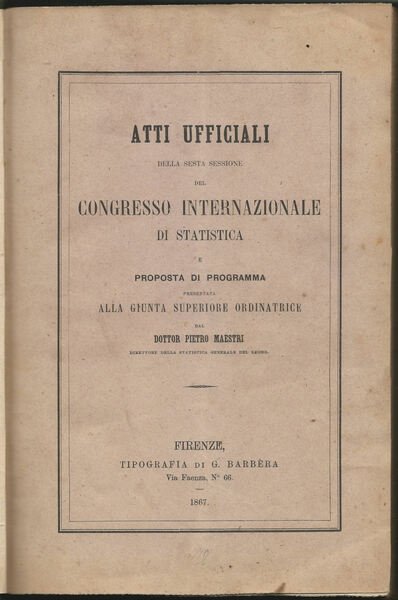 ATTI UFFICIALI
DELLA SESTA SESSIONE
DEL
CONGRESSO INTERNAZIONALE
DI STATISTICA
E
PROPOSTA DI PROGRAMMA
PRESENTATA
ALLA GIUNTA SUPERIORE ORDINATRICE
DAL
DOTTOR PIETRO MAESTRI
DIRETTORE DELLA STATISTICA GENERALE DEL REGNO.
FIRENZE,
TIPOGRAFIA DI G. BARBÈRA
Via Faenza, N° 66.
1867.